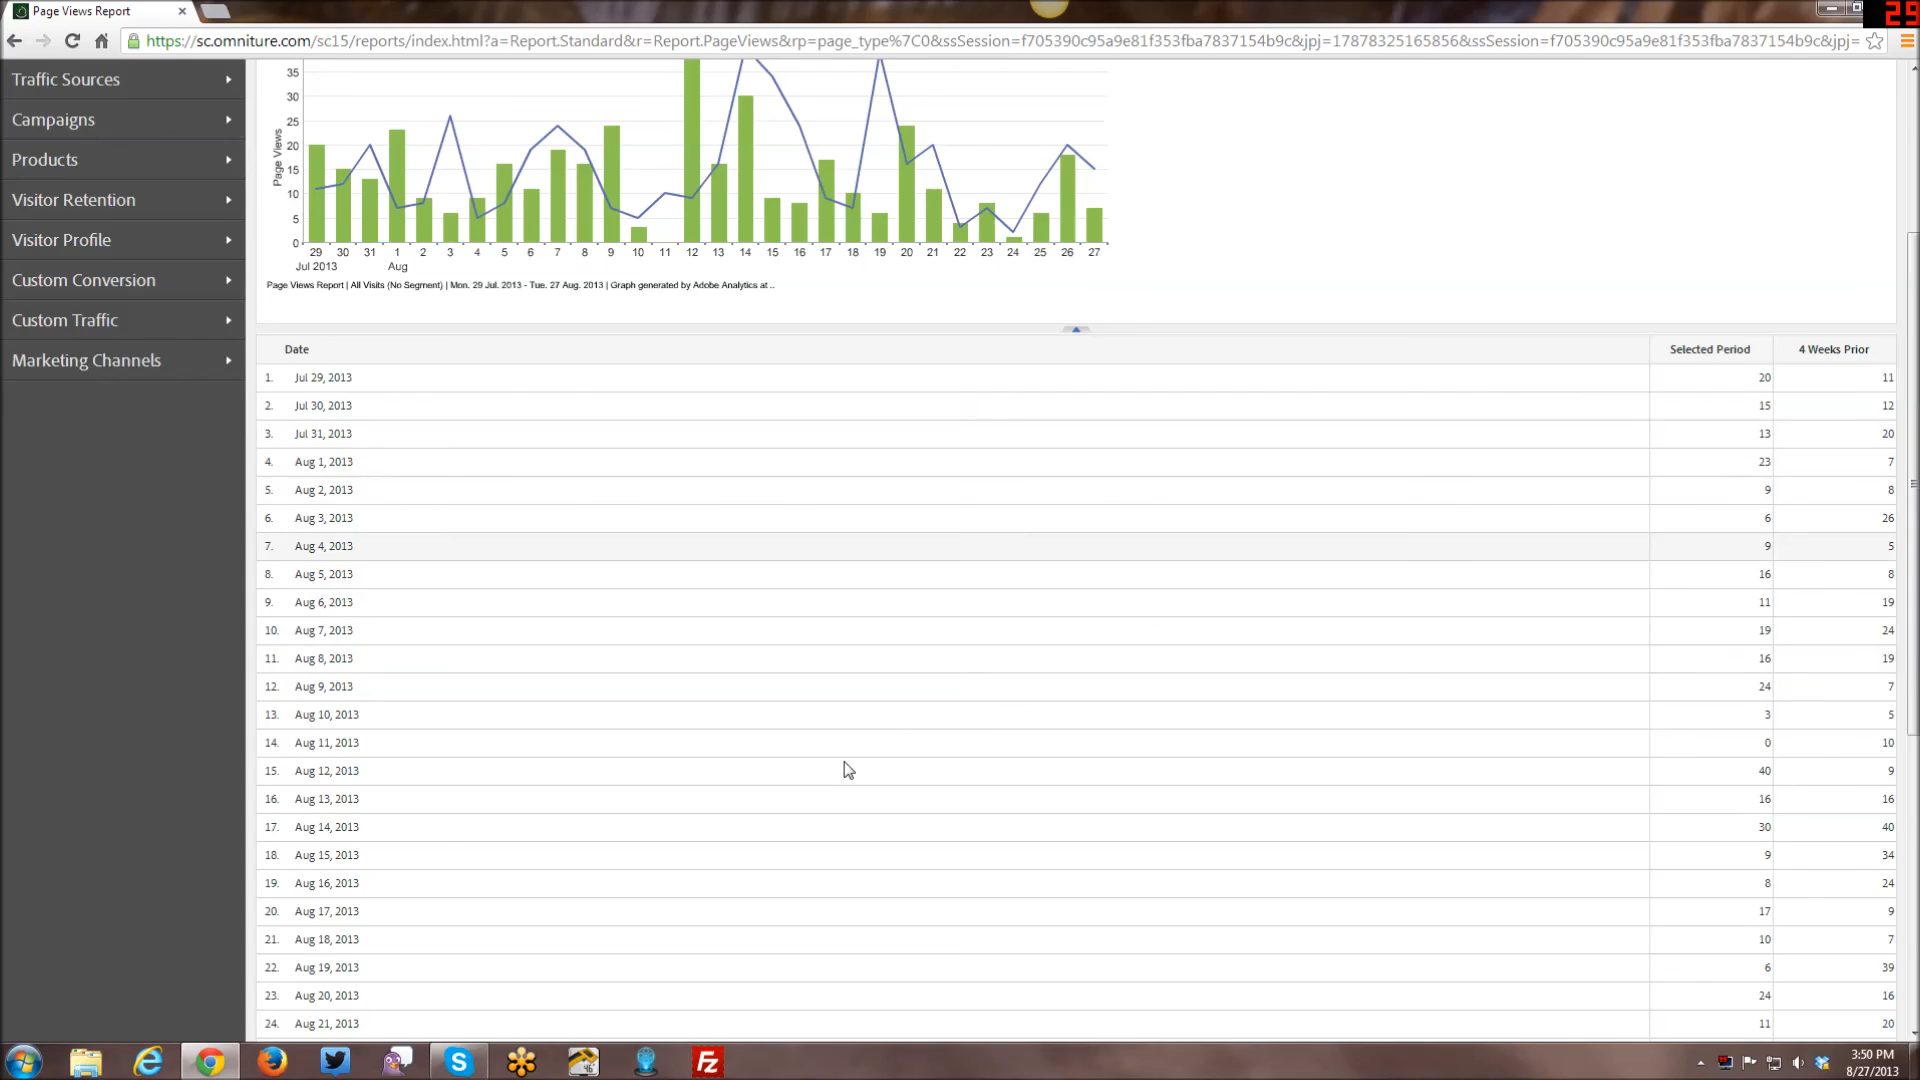 Page Views Report
29
https://sc.omniture.com/sc15/reports/index.html?a=Report.Standard&r=Report.PageViews&rp=page_type%7C0&ssSession=f705390c95a9e81f353fba7837154b9c&jpj=17878325165856&ssSession=f705390c95a9e81f353fba7837154b9c&jpj=
Traffic Sources
Campaigns
Products
Visitor Retention
Visitor Profile
Custom Conversion
Custom Traffic
Marketing Channels
Page Views
35
30
25
20
15
10
5
0
29 30 31 1 2 3 4 5 6 7 8 9 10 11 12 13 14 15 16 17 18 19 20 21 22 23 24 25 26 27
Jul 2013 Aug
Page Views Report | All Visits (No Segment) | Mon. 29 Jul. 2013 - Tue. 27 Aug. 2013 | Graph generated by Adobe Analytics at ..
Date Selected Period 4 Weeks Prior
1. Jul 29, 2013 20 11
2. Jul 30, 2013 15 12
3. Jul 31, 2013 13 20
4. Aug 1, 2013 23 7
5. Aug 2, 2013 9 8
6. Aug 3, 2013 6 26
7. Aug 4, 2013 9 5
8. Aug 5, 2013 16 8
9. Aug 6, 2013 11 19
10. Aug 7, 2013 19 24
11. Aug 8, 2013 16 19
12. Aug 9, 2013 24 7
13. Aug 10, 2013 3 5
14. Aug 11, 2013 0 10
15. Aug 12, 2013 40 9
16. Aug 13, 2013 16 16
17. Aug 14, 2013 30 40
18. Aug 15, 2013 9 34
19. Aug 16, 2013 8 24
20. Aug 17, 2013 17 9
21. Aug 18, 2013 10 7
22. Aug 19, 2013 6 39
23. Aug 20, 2013 24 16
24. Aug 21, 2013 11 20
3:50 PM
8/27/2013